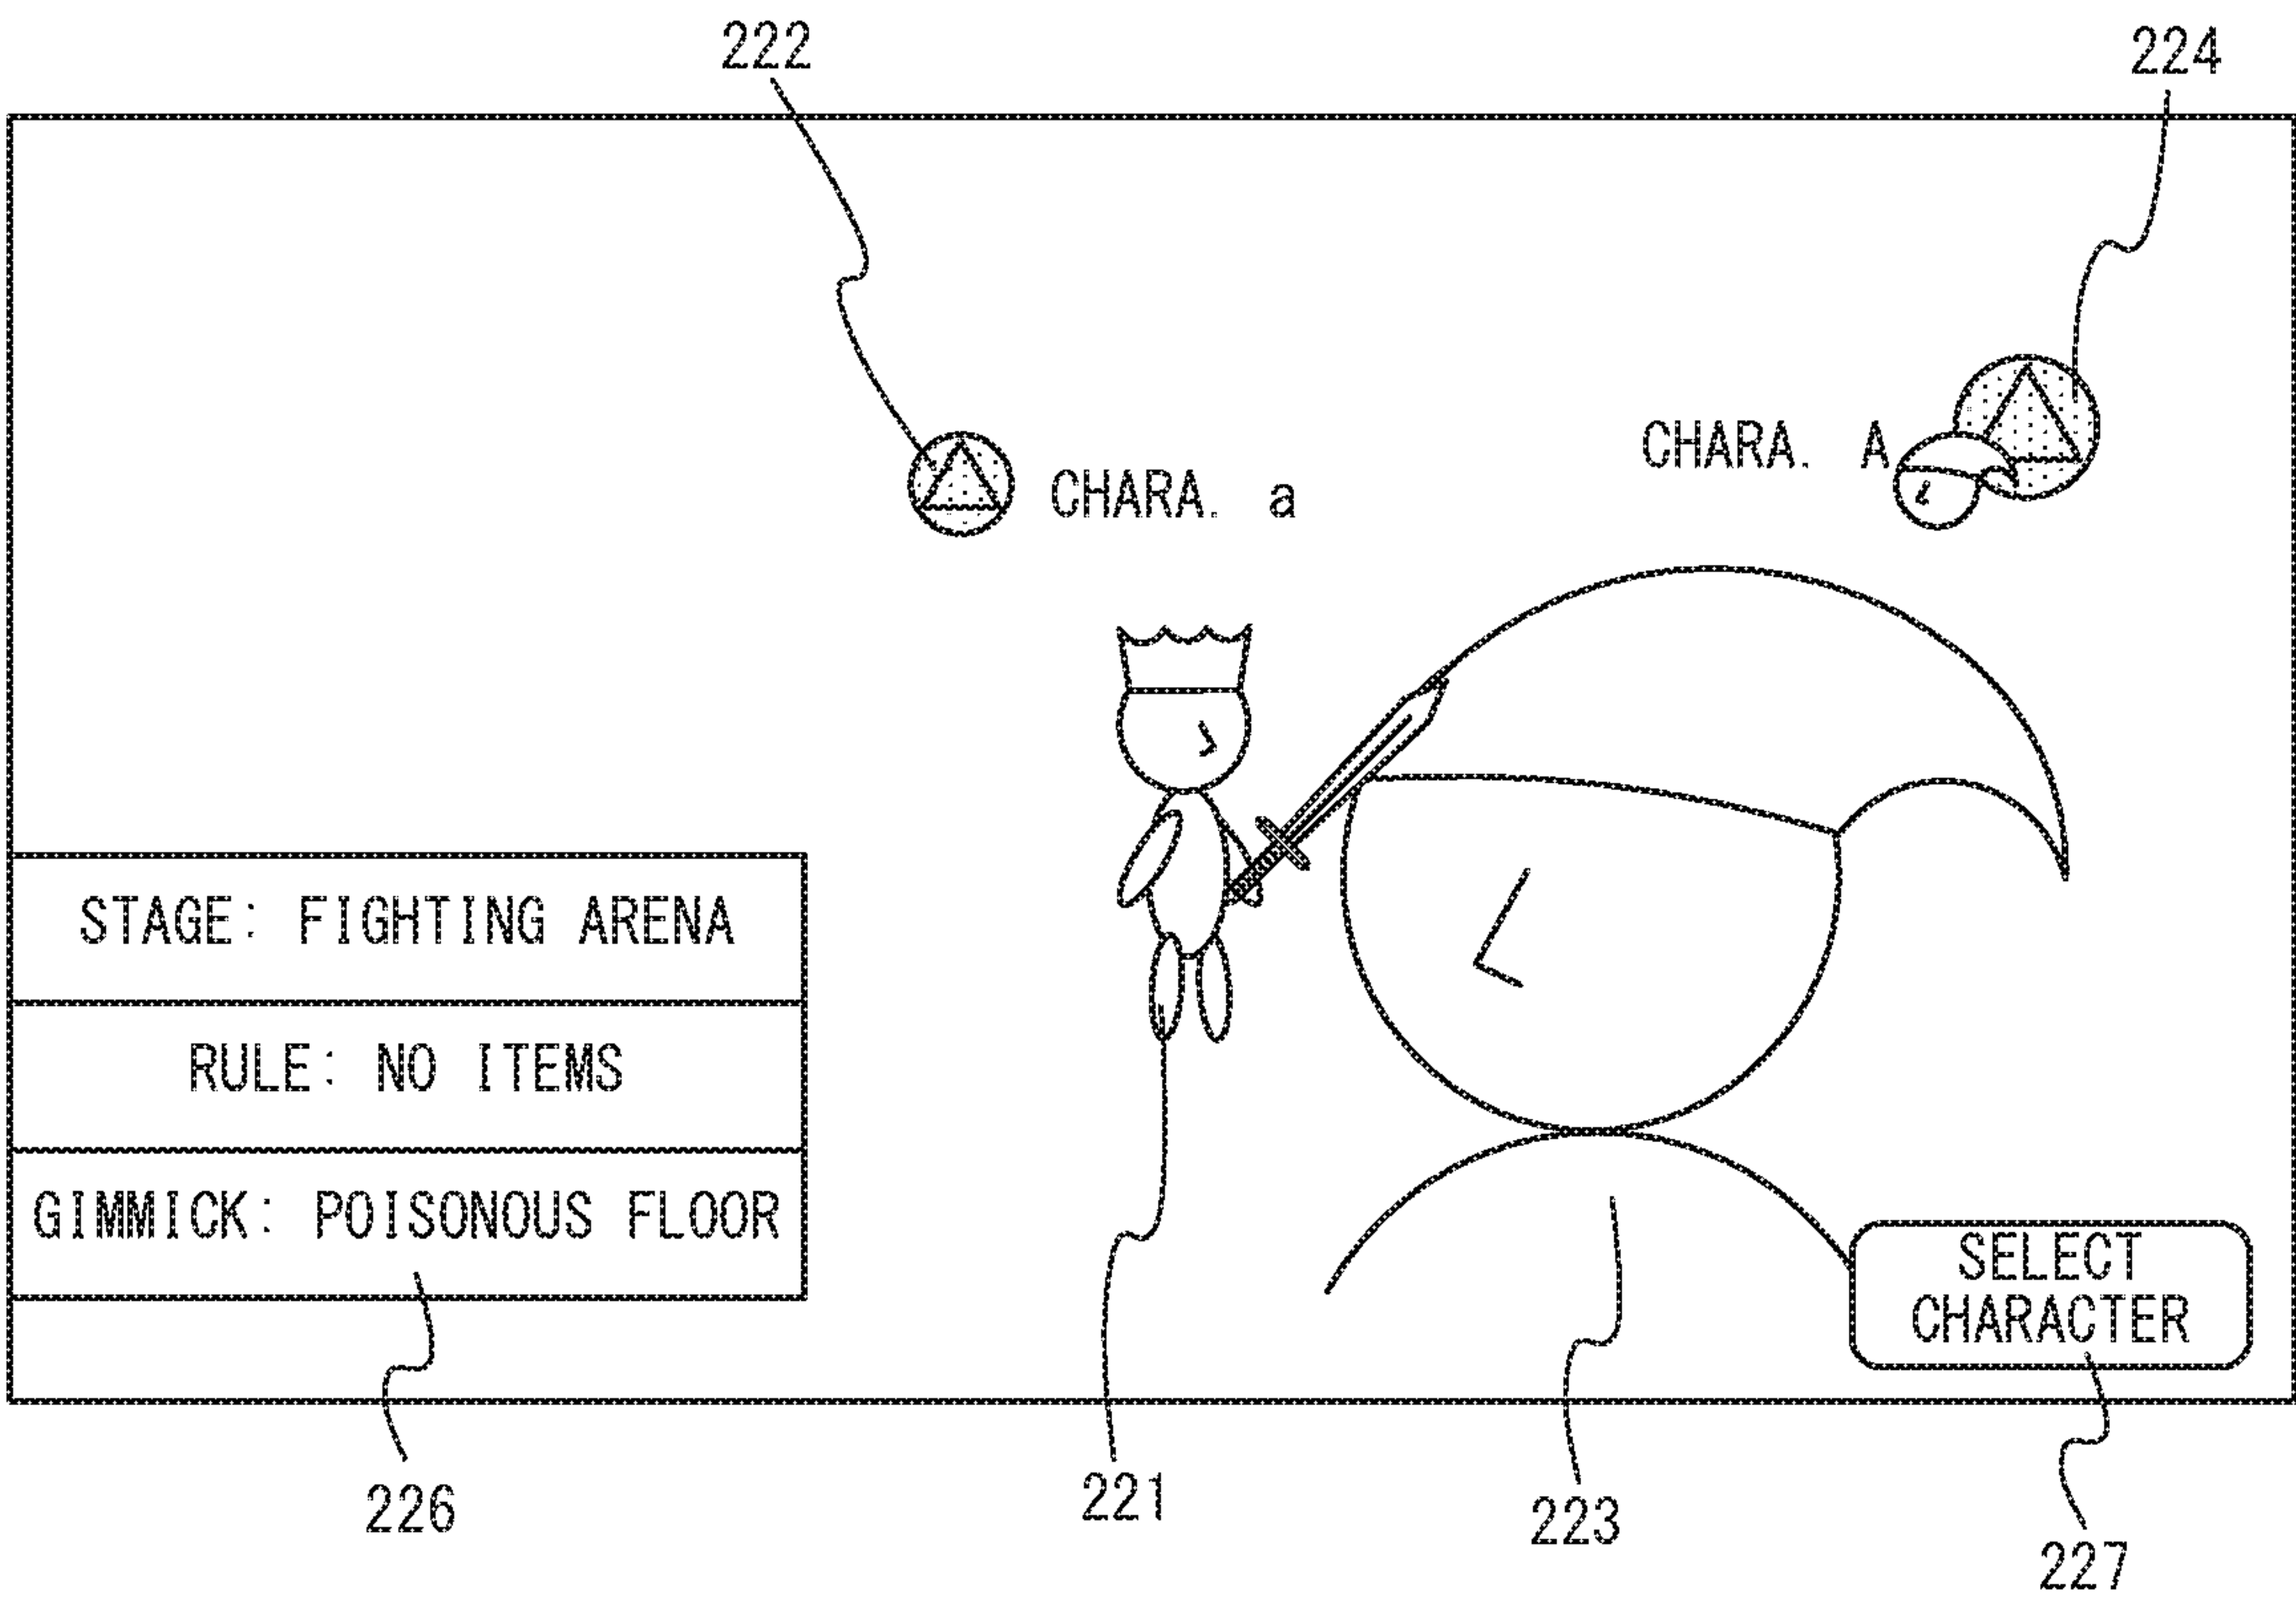 222
224
CHARA. a
CHARA. A
STAGE: FIGHTING ARENA
RULE: NO ITEMS
GIMMICK: POISONOUS FLOOR
SELECT
CHARACTER
226
221
223
227